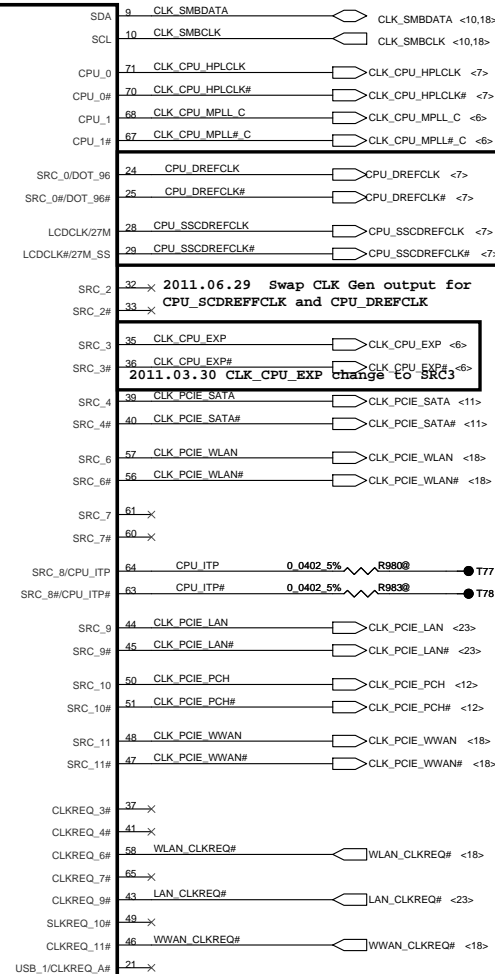 SDA 9 CLK_SMBDATA CLK_SMBDATA <10,18>
SCL 10 CLK_SMBCLK CLK_SMBCLK <10,18>
CPU_0 71 CLK_CPU_HPLCLK CLK_CPU_HPLCLK <7>
CPU_0# 70 CLK_CPU_HPLCLK# CLK_CPU_HPLCLK# <7>
CPU_1 68 CLK_CPU_MPLL_C CLK_CPU_MPLL_C <6>
CPU_1# 67 CLK_CPU_MPLL#_C CLK_CPU_MPLL#_C <6>
SRC_0/DOT_96 24 CPU_DREFCLK CPU_DREFCLK <7>
SRC_0#/DOT_96# 25 CPU_DREFCLK# CPU_DREFCLK# <7>
LCDCLK/27M 28 CPU_SSCDREFCLK CPU_SSCDREFCLK <7>
LCDCLK#/27M_SS 29 CPU_SSCDREFCLK# CPU_SSCDREFCLK# <7
SRC_2 32 2011.06.29 Swap CLK Gen output for
SRC_2# 33 CPU_SCDREFFCLK and CPU_DREFCLK
SRC_3 35 CLK_CPU_EXP CLK_CPU_EXP <6>
SRC_3# 36 CLK_CPU_EXP# CLK_CPU_EXP# <6>
2011.03.30 CLK_CPU_EXP change to SRC3
SRC_4 39 CLK_PCIE_SATA CLK_PCIE_SATA <11>
SRC_4# 40 CLK_PCIE_SATA# CLK_PCIE_SATA# <11>
SRC_6 57 CLK_PCIE_WLAN CLK_PCIE_WLAN <18>
SRC_6# 56 CLK_PCIE_WLAN# CLK_PCIE_WLAN# <18>
SRC_7 61
SRC_7# 60
SRC_8/CPU_ITP 64 CPU_ITP 0_0402_5% R980@ T77
SRC_8#/CPU_ITP# 63 CPU_ITP# 0_0402_5% R983@ T78
SRC_9 44 CLK_PCIE_LAN CLK_PCIE_LAN <23>
SRC_9# 45 CLK_PCIE_LAN# CLK_PCIE_LAN# <23>
SRC_10 50 CLK_PCIE_PCH CLK_PCIE_PCH <12>
SRC_10# 51 CLK_PCIE_PCH# CLK_PCIE_PCH# <12>
SRC_11 48 CLK_PCIE_WWAN CLK_PCIE_WWAN <18>
SRC_11# 47 CLK_PCIE_WWAN# CLK_PCIE_WWAN# <18>
CLKREQ_3# 37
CLKREQ_4# 41
CLKREQ_6# 58 WLAN_CLKREQ# WLAN_CLKREQ# <18>
CLKREQ_7# 65
CLKREQ_9# 43 LAN_CLKREQ# LAN_CLKREQ# <23>
SLKREQ_10# 49
CLKREQ_11# 46 WWAN_CLKREQ# WWAN_CLKREQ# <18>
USB_1/CLKREQ_A# 21